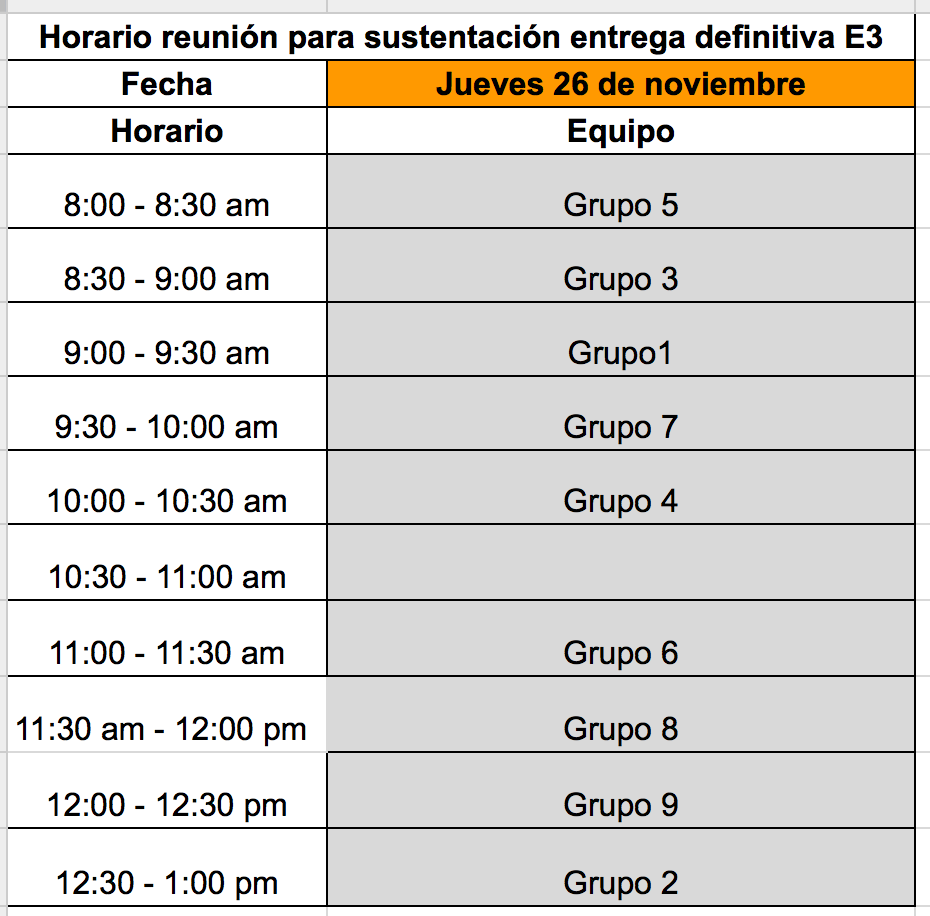 Horario reunión para sustentación entrega definitiva E3
Fecha Jueves 26 de noviembre
Horario Equipo
8:00 - 8:30 am Grupo 5
8:30 - 9:00 am Grupo 3
9:00 - 9:30 am Grupo1
9:30 - 10:00 am Grupo 7
10:00 - 10:30 am Grupo 4
10:30 - 11:00 am
11:00 - 11:30 am Grupo 6
11:30 am - 12:00 pm Grupo 8
12:00 - 12:30 pm Grupo 9
12:30 - 1:00 pm Grupo 2